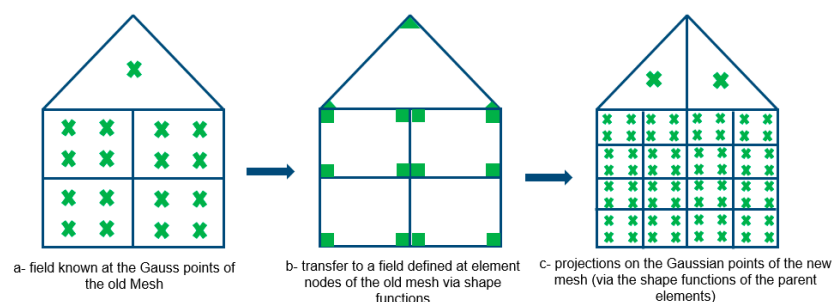 a- field known at the Gauss points of
the old Mesh
b- transfer to a field defined at element
nodes of the old mesh via shape
functions
c- projections on the Gaussian points of the new
mesh (via the shape functions of the parent
elements)